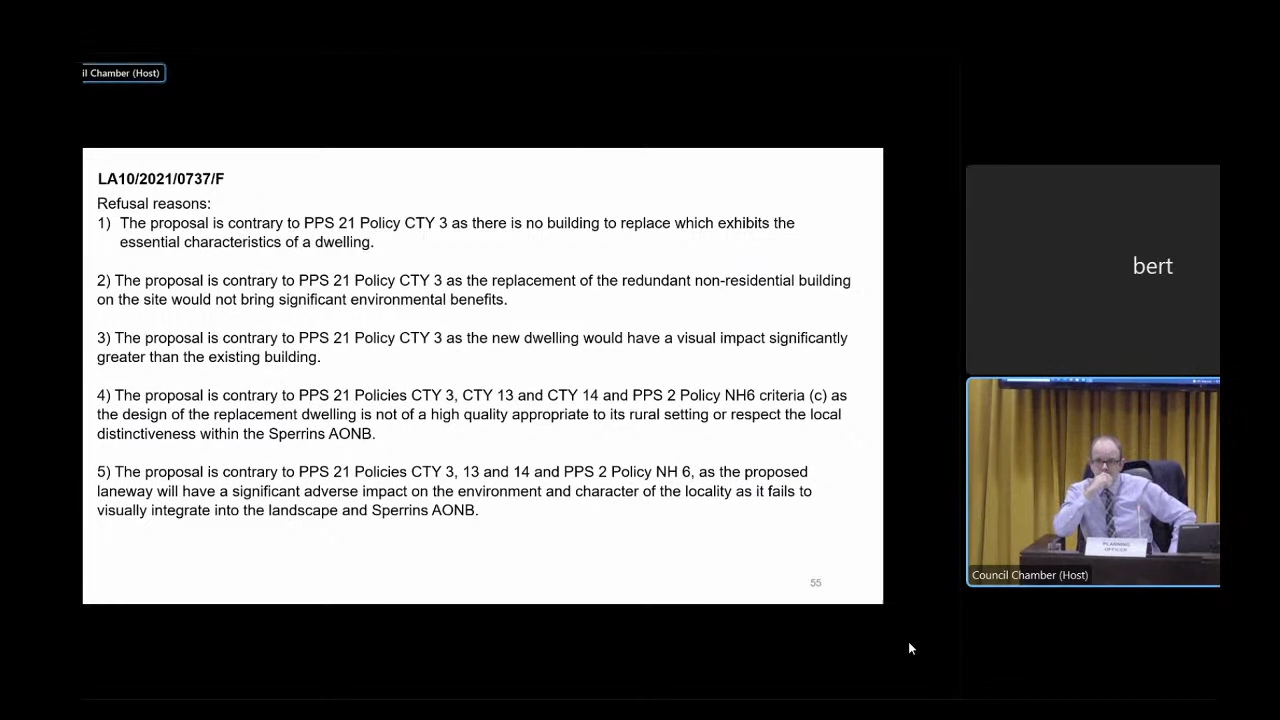 il Chamber (Host)
LA10/2021/0737/F
Refusal reasons:
1) The proposal is contrary to PPS 21 Policy CTY 3 as there is no building to replace which exhibits the
essential characteristics of a dwelling.
2) The proposal is contrary to PPS 21 Policy CTY 3 as the replacement of the redundant non-residential building
on the site would not bring significant environmental benefits.
3) The proposal is contrary to PPS 21 Policy CTY 3 as the new dwelling would have a visual impact significantly
greater than the existing building.
4) The proposal is contrary to PPS 21 Policies CTY 3, CTY 13 and CTY 14 and PPS 2 Policy NH6 criteria (c) as
the design of the replacement dwelling is not of a high quality appropriate to its rural setting or respect the local
distinctiveness within the Sperrins AONB.
5) The proposal is contrary to PPS 21 Policies CTY 3, 13 and 14 and PPS 2 Policy NH 6, as the proposed
laneway will have a significant adverse impact on the environment and character of the locality as it fails to
visually integrate into the landscape and Sperrins AONB.
55
bert
PLANNING
OFFICER
Council Chamber (Host)